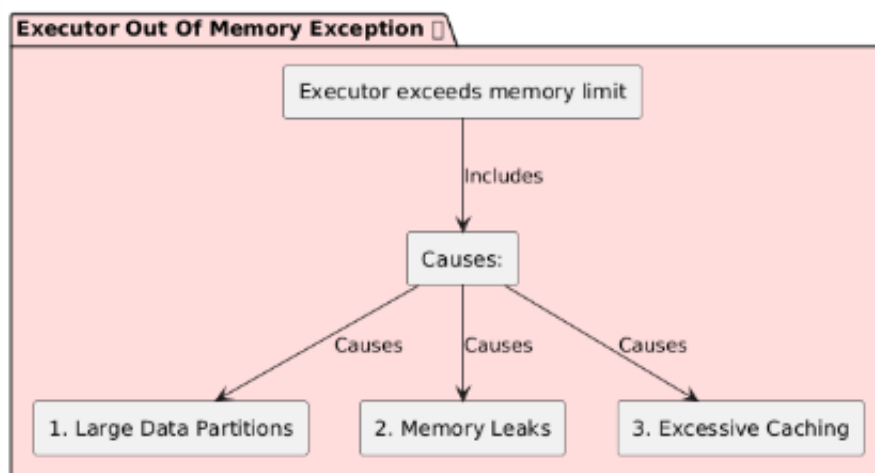 Executor Out Of Memory Exception
Executor exceeds memory limit
Includes
Causes:
Causes
Causes
Causes
1. Large Data Partitions
2. Memory Leaks
3. Excessive Caching